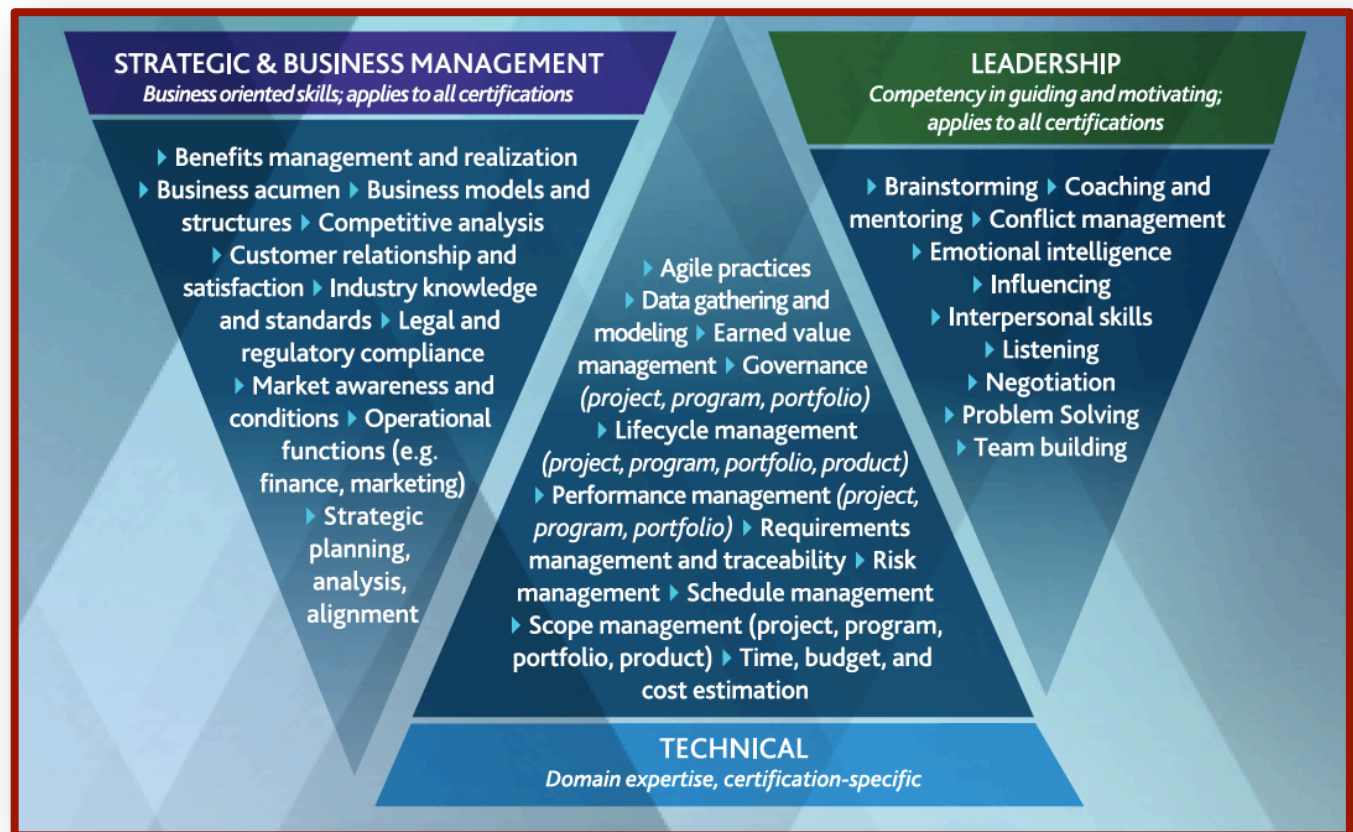 STRATEGIC & BUSINESS MANAGEMENT
Business oriented skills; applies to all certifications
▸ Benefits management and realization
▸ Business acumen ▸ Business models and
structures ▸ Competitive analysis
▸ Customer relationship and
satisfaction ▸ Industry knowledge
and standards ▸ Legal and
regulatory compliance
▸ Market awareness and
conditions ▸ Operational
functions (e.g.
finance, marketing)
▸ Strategic
planning,
analysis,
alignment
▸ Agile practices
▸ Data gathering and
modeling ▸ Earned value
management ▸ Governance
(project, program, portfolio)
▸ Lifecycle management
(project, program, portfolio, product)
▸ Performance management (project,
program, portfolio) ▸ Requirements
management and traceability ▸ Risk
management ▸ Schedule management
▸ Scope management (project, program,
portfolio, product) ▸ Time, budget, and
cost estimation
TECHNICAL
Domain expertise, certification-specific
LEADERSHIP
Competency in guiding and motivating;
applies to all certifications
▸ Brainstorming ▸ Coaching and
mentoring ▸ Conflict management
▸ Emotional intelligence
▸ Influencing
▸ Interpersonal skills
▸ Listening
▸ Negotiation
▸ Problem Solving
▸ Team building